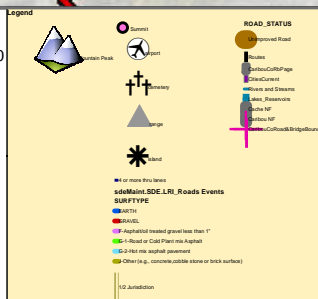 Legend
0
Mountain Peak
Summit
Airport
Cemetery
Range
Island
4 or more thru lanes
sdeMaint.SDE.LRI_Roads Events
SURFTYPE
EARTH
GRAVEL
F-Asphalt/oil treated gravel less than 1"
G-1-Road or Cold Plant mix Asphalt
G-2-Hot mix asphalt pavement
J-Other (e.g., concrete,cobble stone or brick surface)
1/2 Jurisdiction
ROAD_STATUS
Unimproved Road
Routes
CaribouCoRbPage
CitiesCurrent
Rivers and Streams
Lakes_Reservoirs
Cache NF
Caribou NF
CaribouCoRoad&BridgeBound